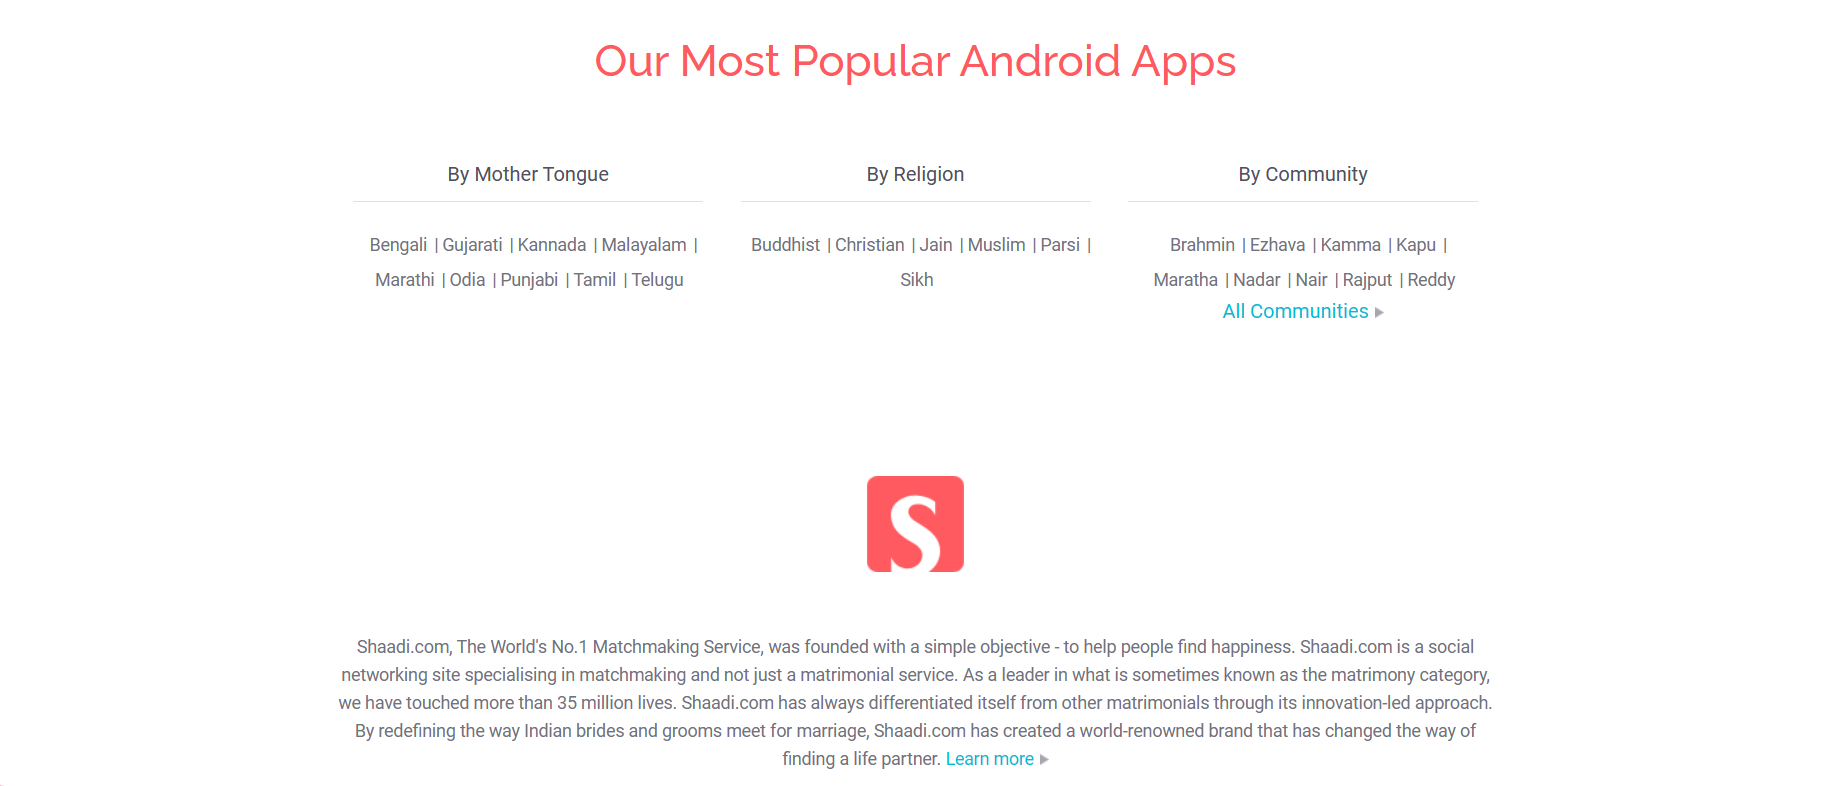 Our Most Popular Android Apps
By Mother Tongue
Bengali | Gujarati | Kannada | Malayalam |
Marathi | Odia | Punjabi | Tamil | Telugu
By Religion
Buddhist | Christian | Jain | Muslim | Parsi |
Sikh
By Community
Brahmin | Ezhava | Kamma | Kapu |
Maratha | Nadar | Nair | Rajput | Reddy
All Communities
S
Shaadi.com, The World's No.1 Matchmaking Service, was founded with a simple objective - to help people find happiness. Shaadi.com is a social
networking site specialising in matchmaking and not just a matrimonial service. As a leader in what is sometimes known as the matrimony category,
we have touched more than 35 million lives. Shaadi.com has always differentiated itself from other matrimonials through its innovation-led approach.
By redefining the way Indian brides and grooms meet for marriage, Shaadi.com has created a world-renowned brand that has changed the way of
finding a life partner. Learn more